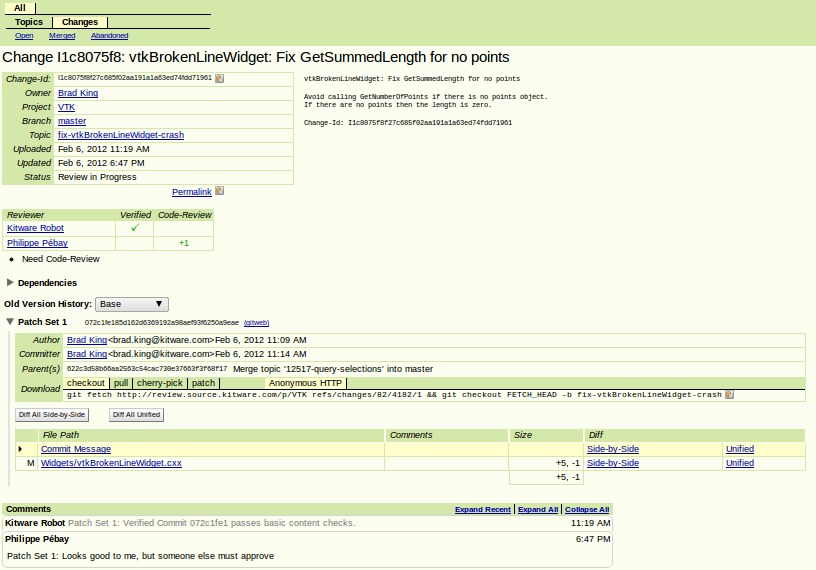 All
Topics Changes
Open Merged Abandoned
Change I1c8075f8: vtkBrokenLineWidget: Fix GetSummedLength for no points
Change-Id: I1c8075f8f27c685f02aa191a1a63ed74fdd71961
Owner Brad King
Project VTK
Branch master
Topic fix-vtkBrokenLineWidget-crash
Uploaded Feb 6, 2012 11:19 AM
Updated Feb 6, 2012 6:47 PM
Status Review in Progress
Permalink
vtkBrokenLineWidget: Fix GetSummedLength for no points
Avoid calling GetNumberOfPoints if there is no points object.
If there are no points then the length is zero.
Change-Id: I1c8075f8f27c685f02aa191a1a63ed74fdd71961
Reviewer Verified Code-Review
Kitware Robot ✓
Philippe Pébay +1
• Need Code-Review
Dependencies
Old Version History: Base
Patch Set 1 072c1fe185d162d6369192a98aef93f6250a9eae (gitweb)
Author Brad King <brad.king@kitware.com> Feb 6, 2012 11:09 AM
Committer Brad King <brad.king@kitware.com> Feb 6, 2012 11:14 AM
Parent(s) 622c3d58b66aa2563c54cac730e37663f3f68f17 Merge topic '12517-query-selections' into master
Download checkout | pull | cherry-pick | patch | Anonymous HTTP |
git fetch http://review.source.kitware.com/p/VTK refs/changes/82/4182/1 && git checkout FETCH_HEAD -b fix-vtkBrokenLineWidget-crash
Diff All Side-by-Side Diff All Unified
File Path Comments Size Diff
Commit Message Side-by-Side Unified
M Widgets/vtkBrokenLineWidget.cxx +5, -1 Side-by-Side Unified
+5, -1
Comments Expand Recent | Expand All | Collapse All
Kitware Robot Patch Set 1: Verified Commit 072c1fe1 passes basic content checks. 11:19 AM
Philippe Pébay 6:47 PM
Patch Set 1: Looks good to me, but someone else must approve